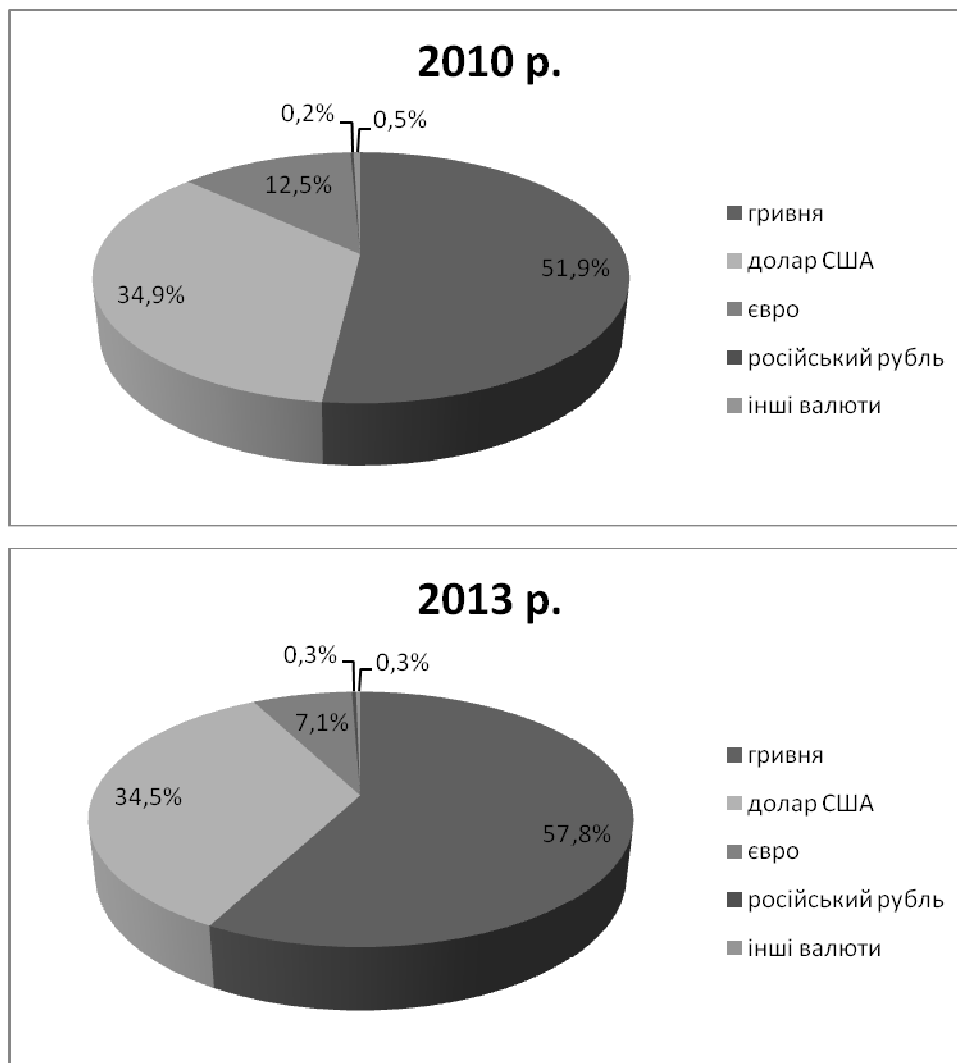 2010 р.
0,2%
0,5%
12,5%
51,9%
34,9%
гривня
долар США
євро
російський рубль
інші валюти
2013 р.
0,3%
0,3%
7,1%
34,5%
57,8%
гривня
долар США
євро
російський рубль
інші валюти